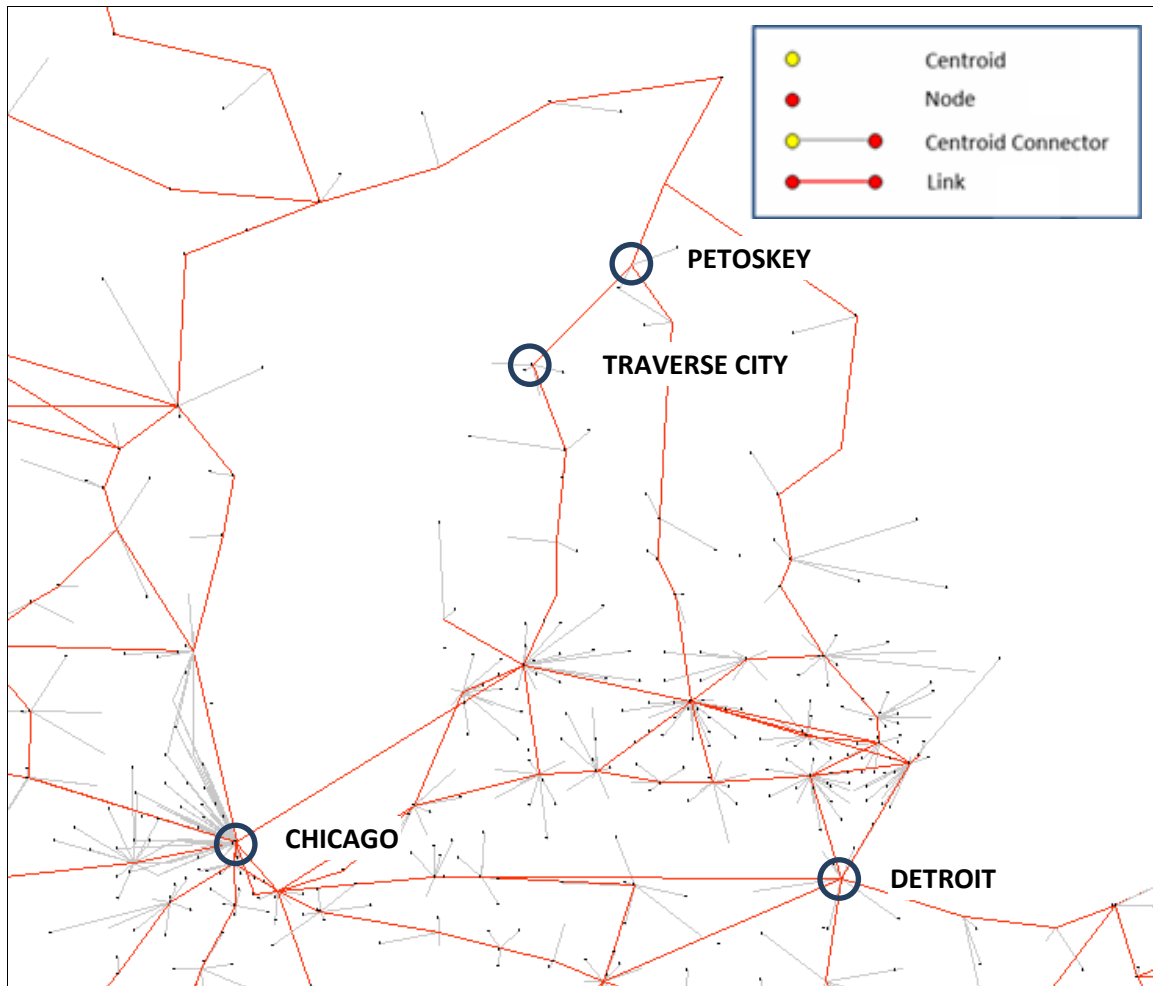 Centroid
Node
Centroid Connector
Link
PETOSKEY
TRAVERSE CITY
CHICAGO
DETROIT